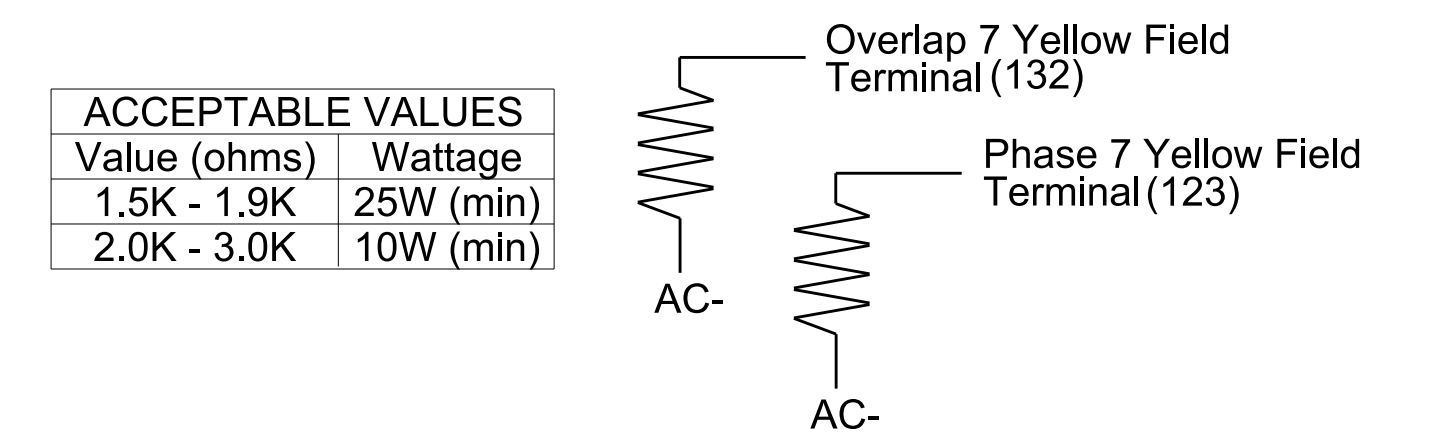 ACCEPTABLE VALUES
Value (ohms) Wattage
1.5K - 1.9K 25W (min)
2.0K - 3.0K 10W (min)
Overlap 7 Yellow Field
Terminal (132)
AC-
Phase 7 Yellow Field
Terminal (123)
AC-